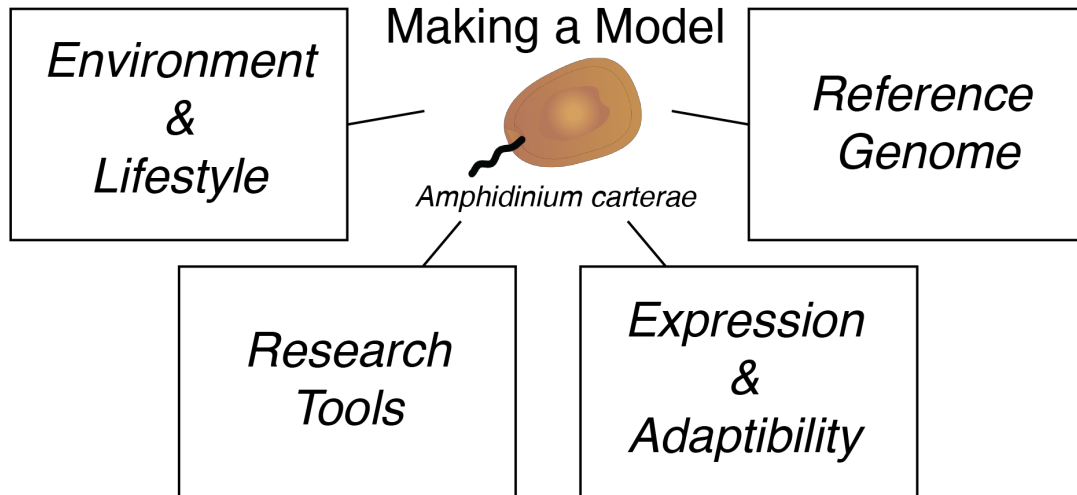 Making a Model
Environment
&
Lifestyle
Amphidinium carterae
Reference
Genome
Research
Tools
Expression
&
Adaptibility